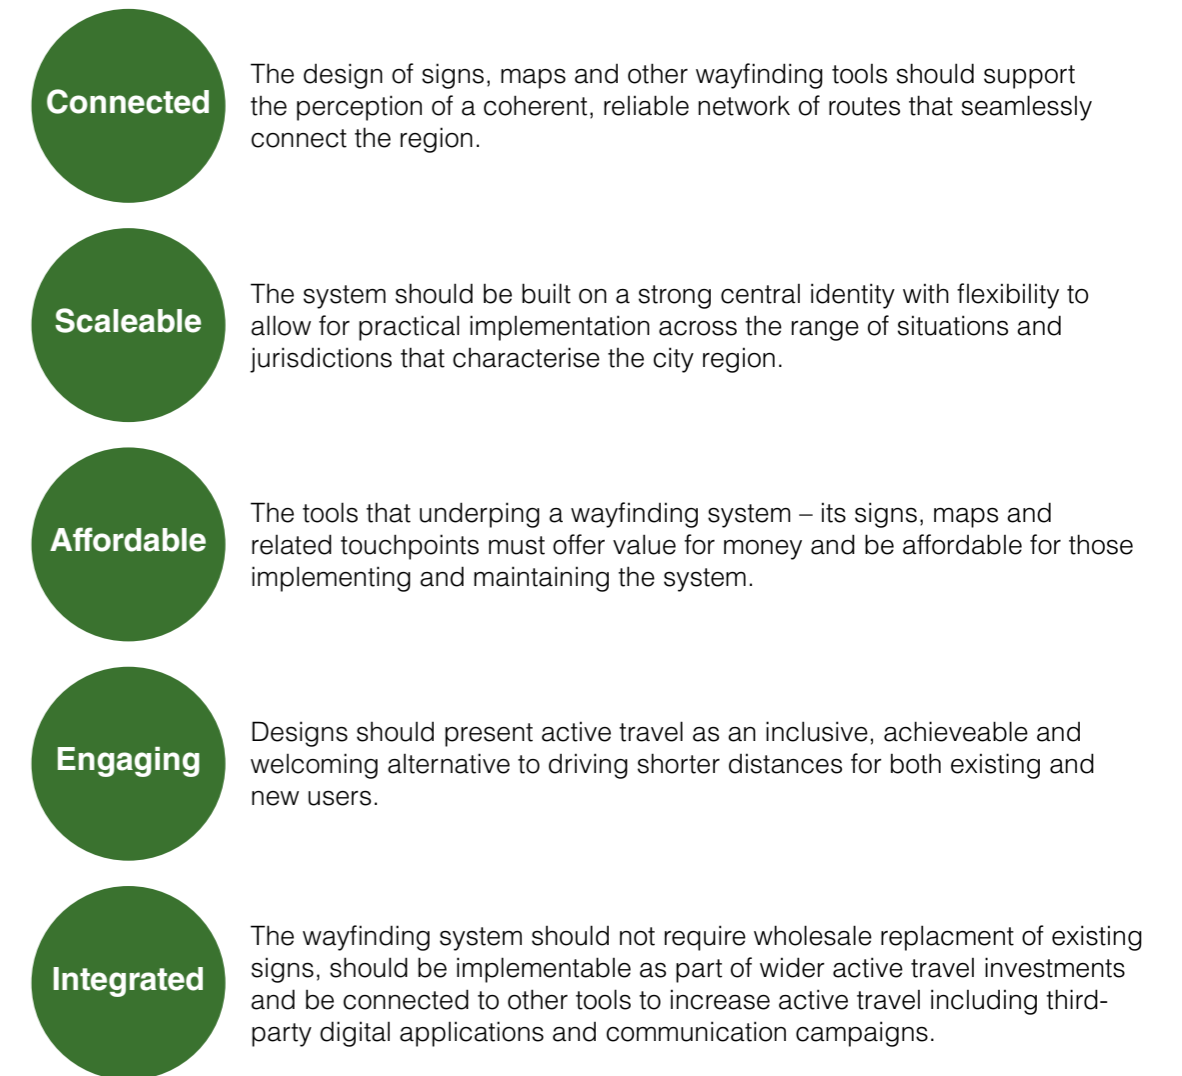 Connected
The design of signs, maps and other wayfinding tools should support
the perception of a coherent, reliable network of routes that seamlessly
connect the region.
Scaleable
The system should be built on a strong central identity with flexibility to
allow for practical implementation across the range of situations and
jurisdictions that characterise the city region.
Affordable
The tools that underping a wayfinding system – its signs, maps and
related touchpoints must offer value for money and be affordable for those
implementing and maintaining the system.
Engaging
Designs should present active travel as an inclusive, achieveable and
welcoming alternative to driving shorter distances for both existing and
new users.
Integrated
The wayfinding system should not require wholesale replacment of existing
signs, should be implementable as part of wider active travel investments
and be connected to other tools to increase active travel including third-
party digital applications and communication campaigns.